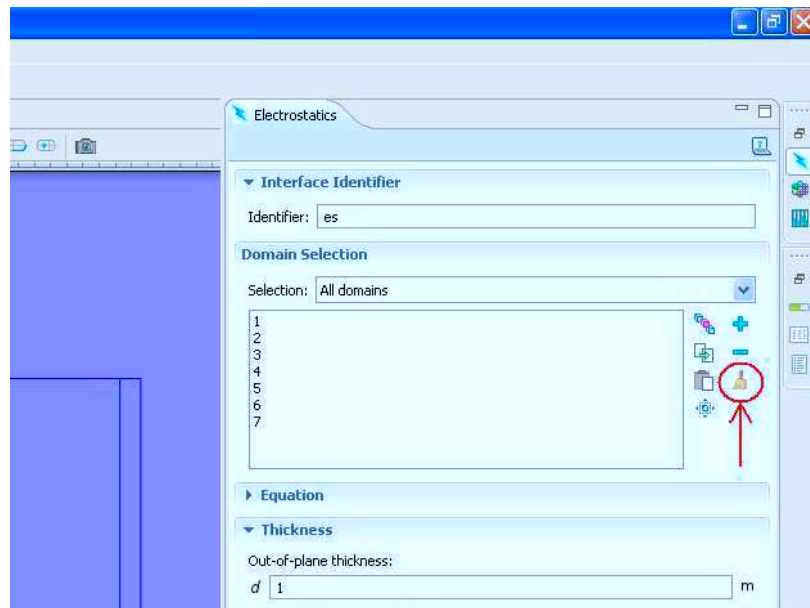 Electrostatics
Interface Identifier
Identifier: es
Domain Selection
Selection: All domains
1
2
3
4
5
6
7
Equation
Thickness
Out-of-plane thickness:
d 1 m